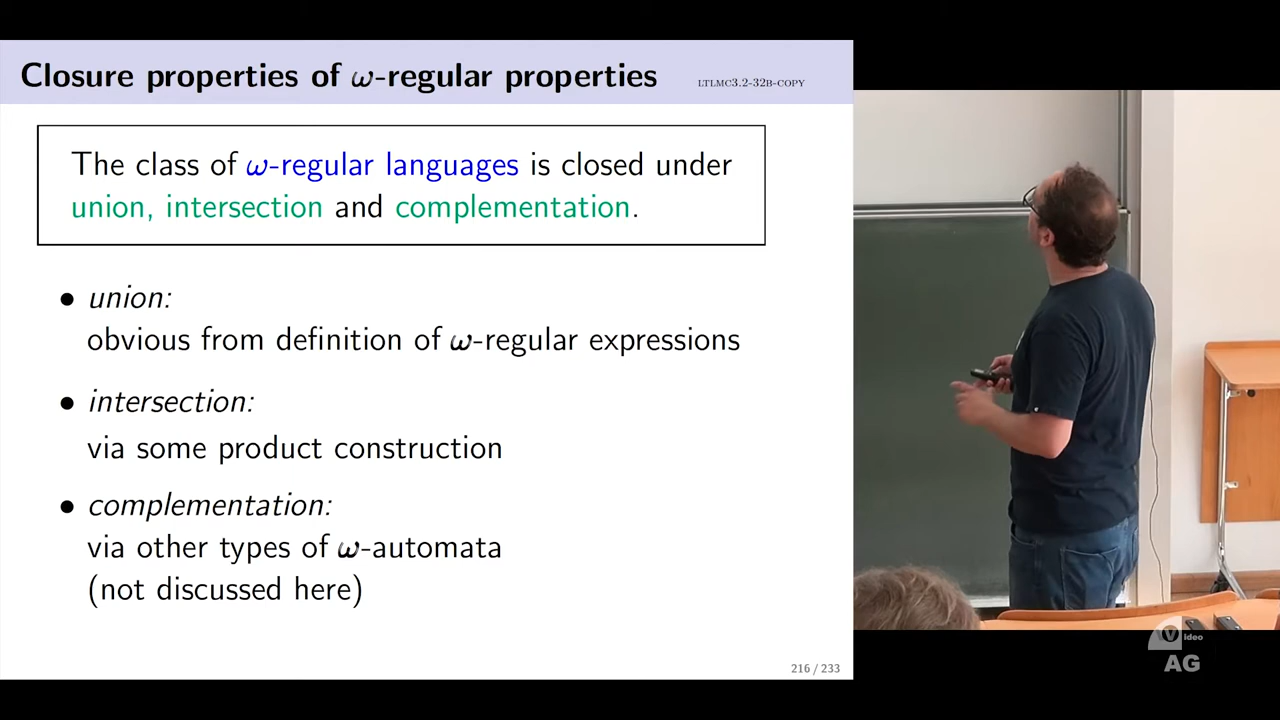 Closure properties of ω-regular properties
LTLMC3.2-32B-COPY
The class of ω-regular languages is closed under
union, intersection and complementation.
• union:
obvious from definition of ω-regular expressions
• intersection:
via some product construction
• complementation:
via other types of ω-automata
(not discussed here)
216 / 233
Video
AG